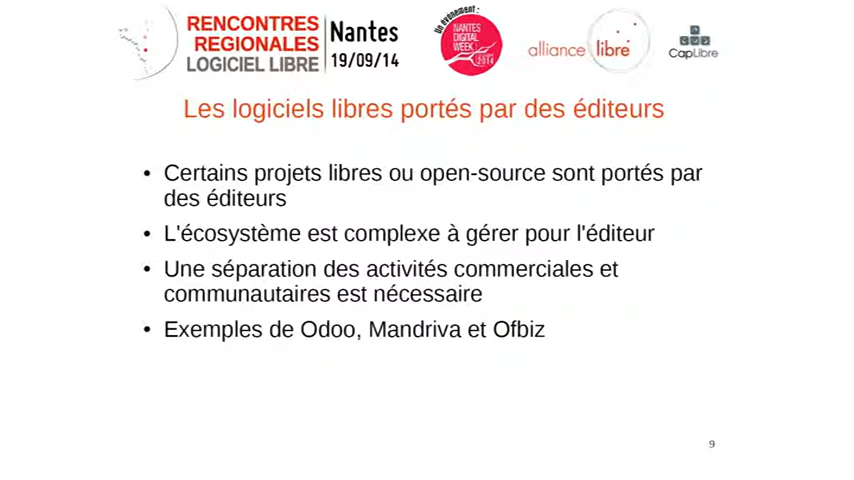 RENCONTRES
REGIONALES
LOGICIEL LIBRE
Nantes
19/09/14
Un événement :
NANTES
DIGITAL
WEEK
2014
alliance libre
CapLibre
Les logiciels libres portés par des éditeurs
• Certains projets libres ou open-source sont portés par
des éditeurs
• L'écosystème est complexe à gérer pour l'éditeur
• Une séparation des activités commerciales et
communautaires est nécessaire
• Exemples de Odoo, Mandriva et Ofbiz
9